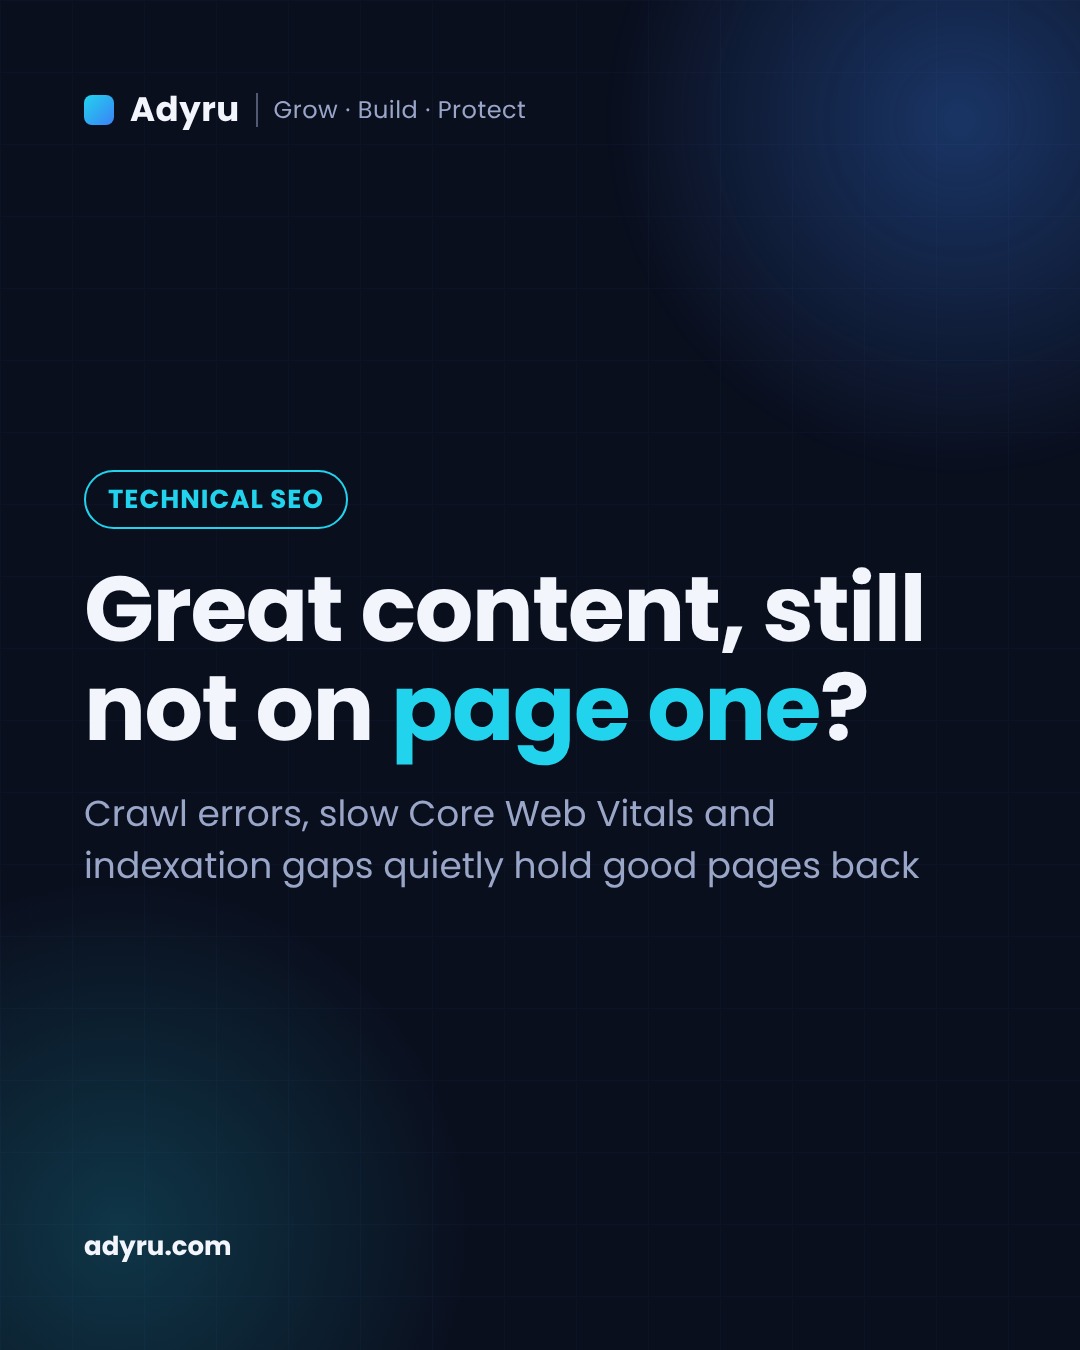 Adyru | Grow · Build · Protect
TECHNICAL SEO
Great content, still
not on page one?
Crawl errors, slow Core Web Vitals and
indexation gaps quietly hold good pages back
adyru.com